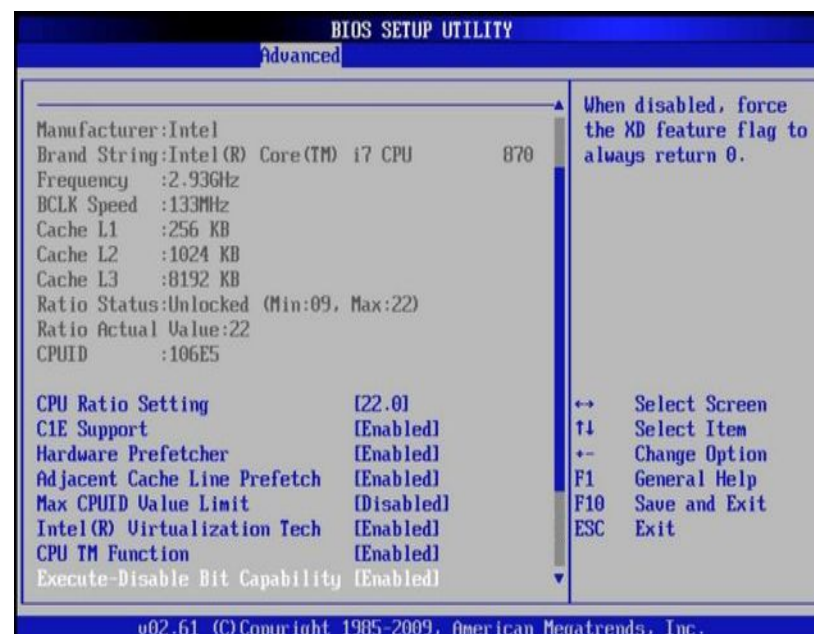 BIOS SETUP UTILITY
Advanced
Manufacturer:Intel
Brand String:Intel(R) Core(TM) i7 CPU 870
Frequency :2.93GHz
BCLK Speed :133MHz
Cache L1 :256 KB
Cache L2 :1024 KB
Cache L3 :8192 KB
Ratio Status:Unlocked (Min:09, Max:22)
Ratio Actual Value:22
CPUID :106E5
CPU Ratio Setting [22.0]
C1E Support [Enabled]
Hardware Prefetcher [Enabled]
Adjacent Cache Line Prefetch [Enabled]
Max CPUID Value Limit [Disabled]
Intel(R) Virtualization Tech [Enabled]
CPU TM Function [Enabled]
Execute-Disable Bit Capability [Enabled]
When disabled, force
the XD feature flag to
always return 0.
↔ Select Screen
↑↓ Select Item
+- Change Option
F1 General Help
F10 Save and Exit
ESC Exit
v02.61 (C)Copyright 1985-2009, American Megatrends, Inc.